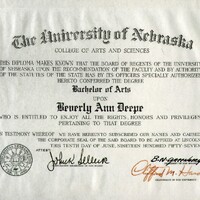 The University of Nebraska
COLLEGE OF ARTS AND SCIENCES
THIS DIPLOMA MAKES KNOWN THAT THE BOARD OF REGENTS OF THE UNIVERSITY
OF NEBRASKA UPON THE RECOMMENDATION OF THE FACULTY AND BY AUTHORITY
OF THE STATUTES OF THE STATE HAS BY ITS OFFICERS SPECIALLY AUTHORIZED
HERETO CONFERRED THE DEGREE
Bachelor of Arts
UPON
Beverly Ann Deepe
WHO IS ENTITLED TO ENJOY ALL THE RIGHTS, HONORS AND PRIVILEGES
PERTAINING TO THAT DEGREE
TESTIMONY WHEREOF WE HAVE HERETO SUBSCRIBED OUR NAMES AND CAUSED
CORPORATE SEAL OF THE SAID BOARD TO BE AFFIXED AT LINCOLN
DAY OF JUNE, NINETEEN HUNDRED FIFTY SEVEN